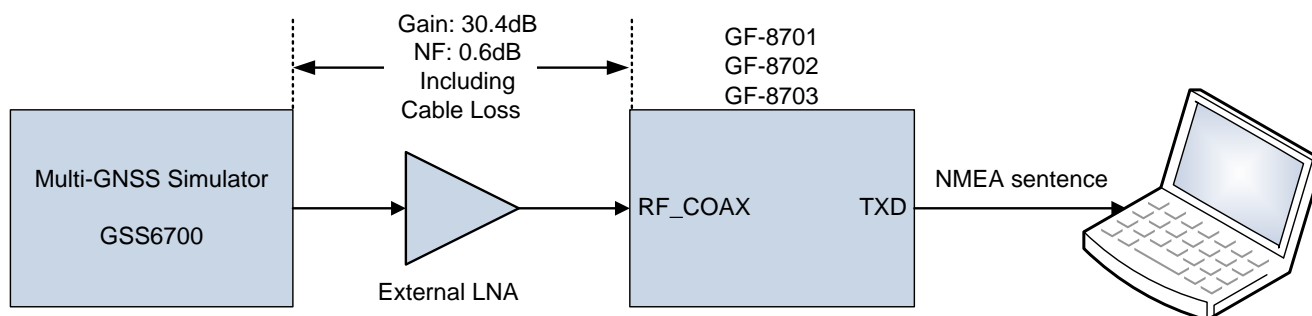 Gain: 30.4dB
NF: 0.6dB
Including
Cable Loss
GF-8701
GF-8702
GF-8703
Multi-GNSS Simulator
GSS6700
External LNA
RF_COAX
TXD
NMEA sentence